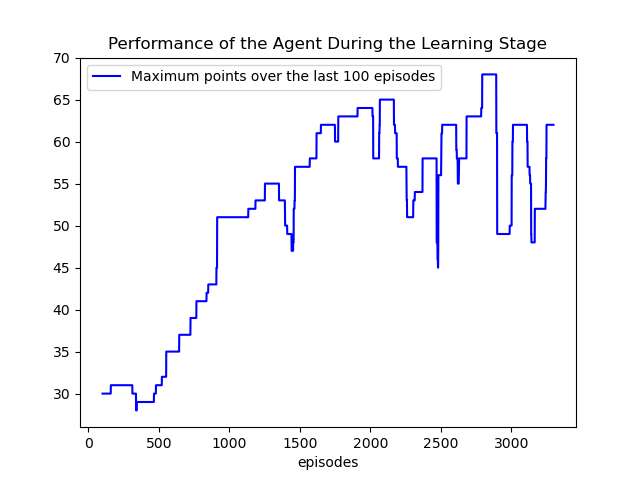 Performance of the Agent During the Learning Stage
Maximum points over the last 100 episodes
70
65
60
55
50
45
40
35
30
0 500 1000 1500 2000 2500 3000
episodes